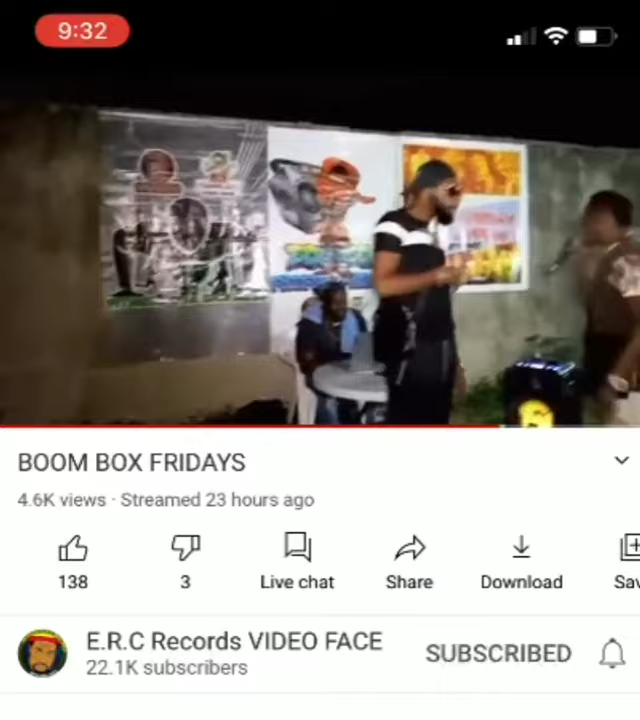 9:32
BOOM BOX FRIDAYS
4.6K views · Streamed 23 hours ago
138
3
Live chat
Share
Download
Sav
E.R.C Records VIDEO FACE
22.1K subscribers
SUBSCRIBED